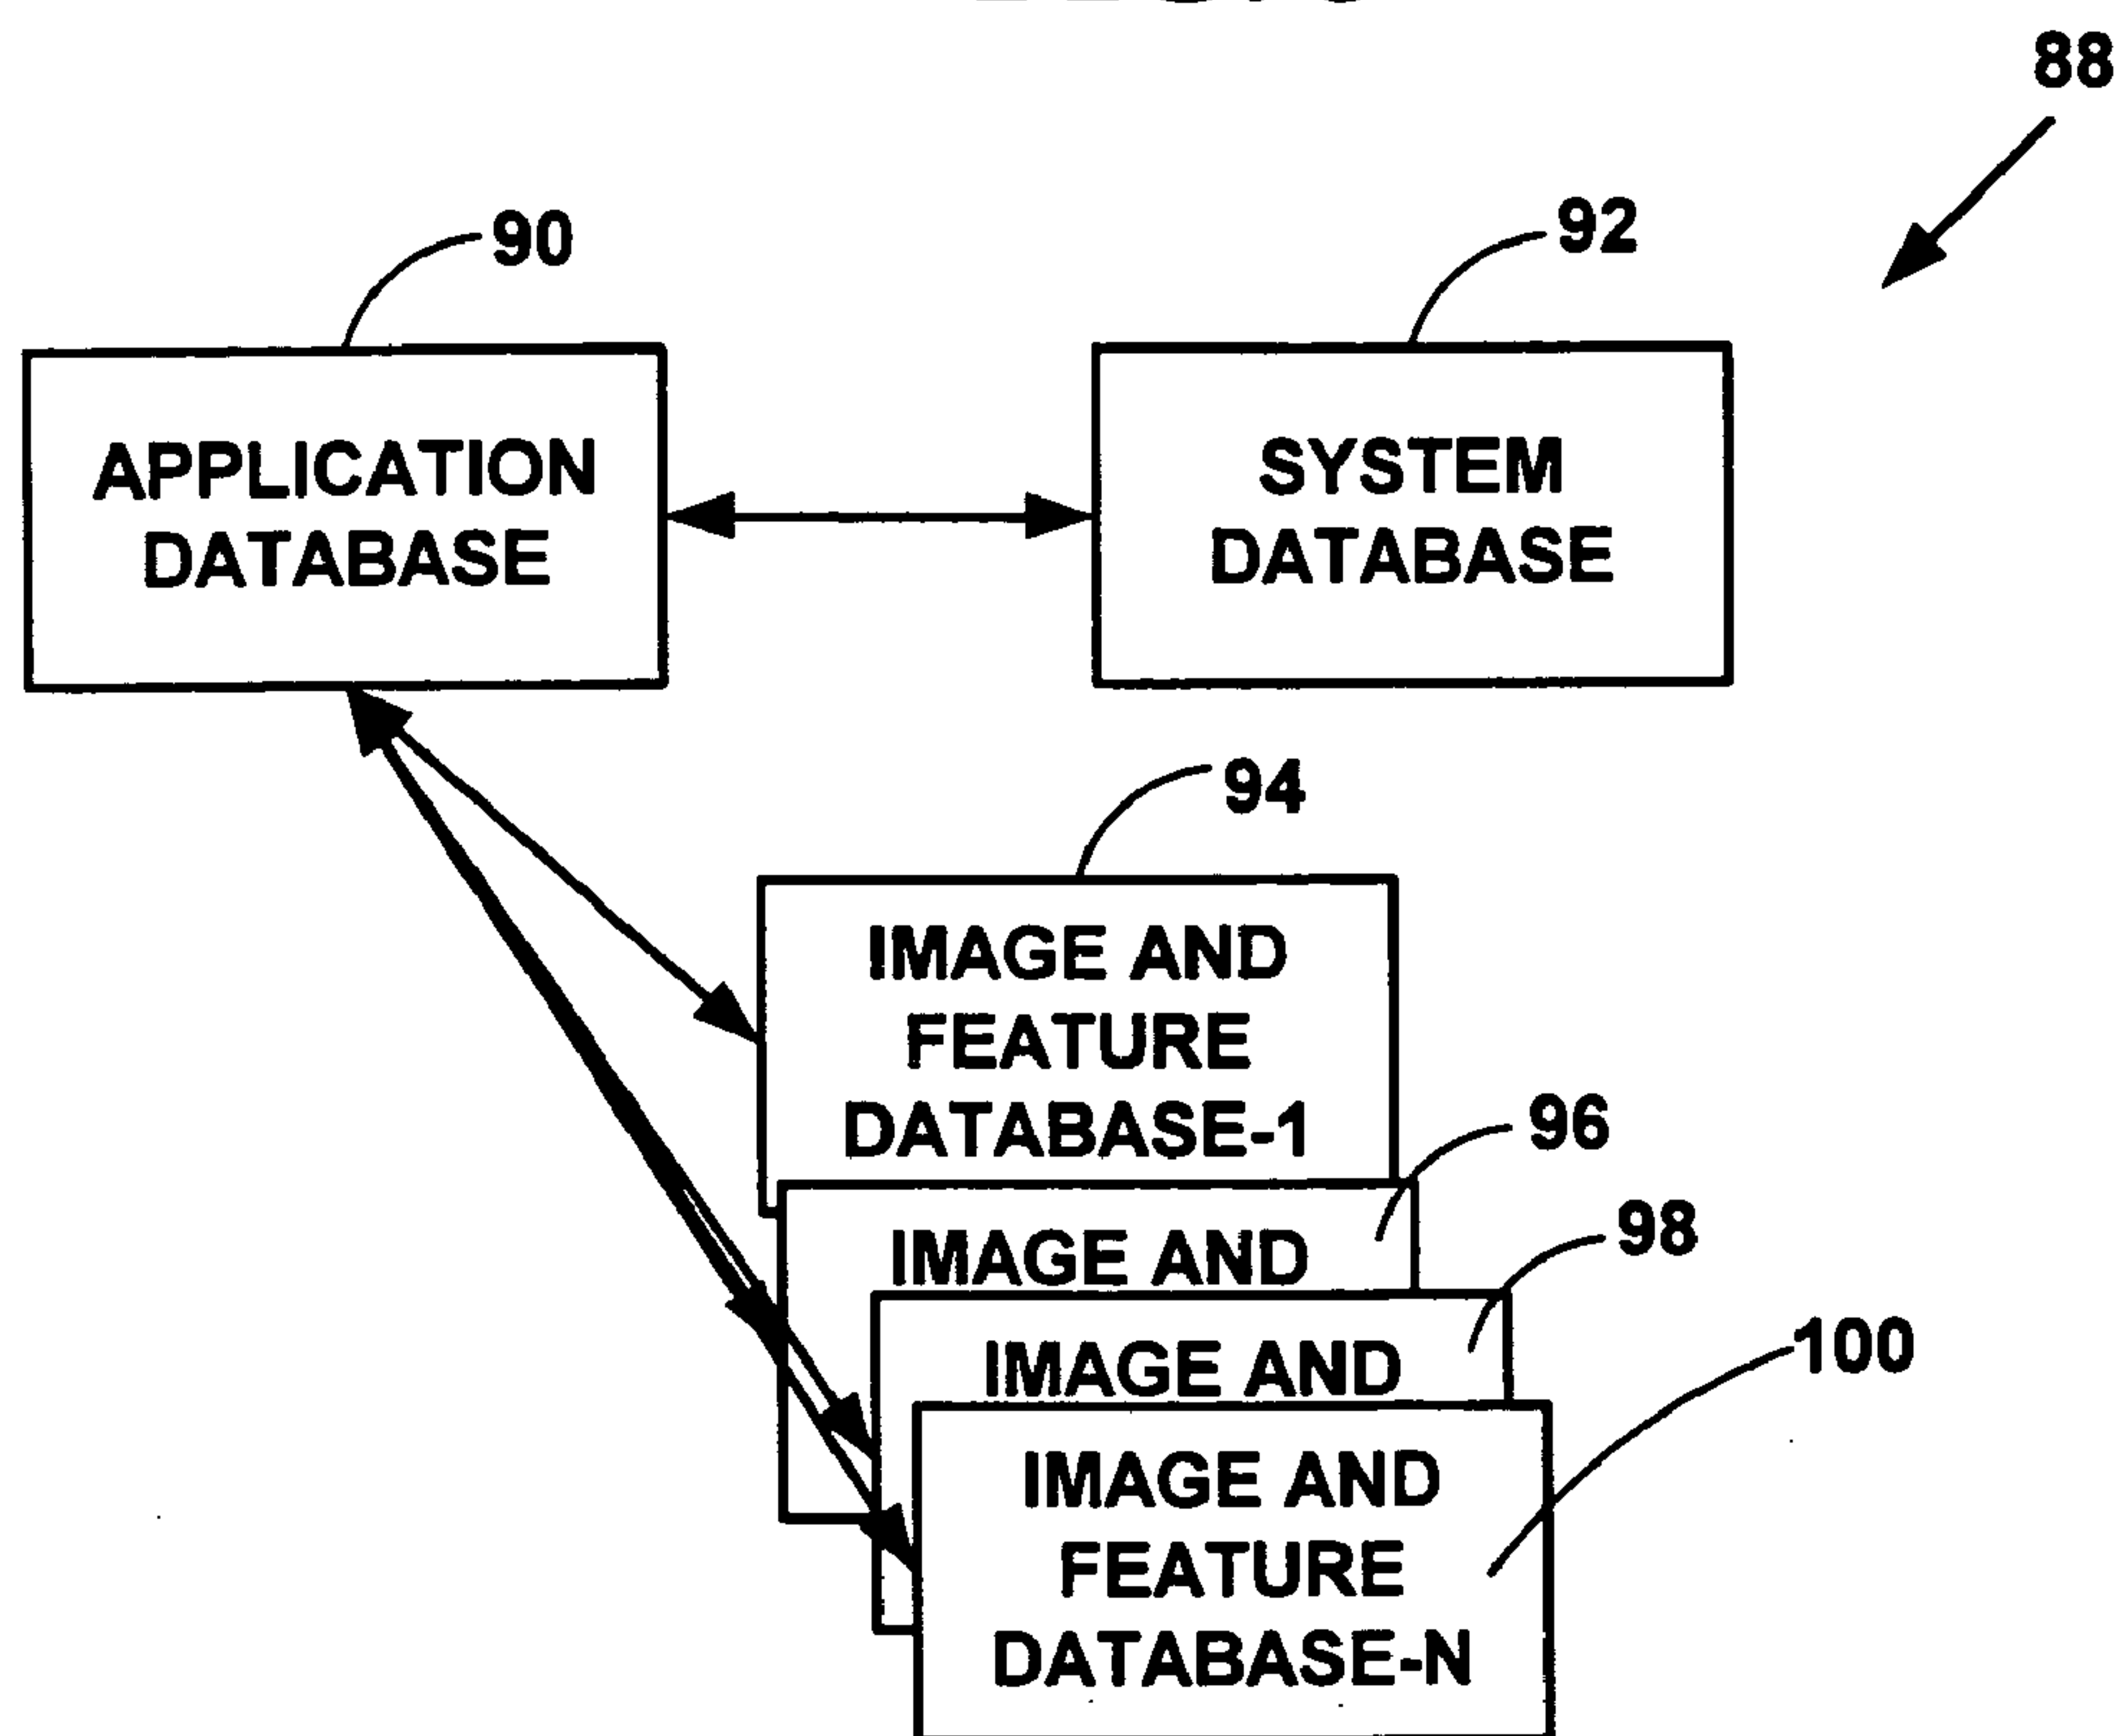 88
90
92
APPLICATION
DATABASE
SYSTEM
DATABASE
94
IMAGE AND
FEATURE
DATABASE-1
96
IMAGE AND
98
IMAGE AND
100
IMAGE AND
FEATURE
DATABASE-N